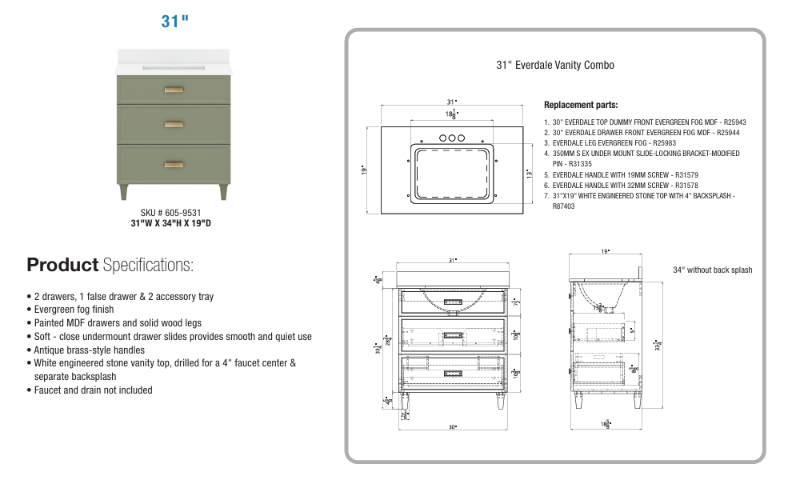 31"
SKU # 605-9531
31"W X 34"H X 19"D
Product Specifications:
• 2 drawers, 1 false drawer & 2 accessory tray
• Evergreen fog finish
• Painted MDF drawers and solid wood legs
• Soft - close undermount drawer slides provides smooth and quiet use
• Antique brass-style handles
• White engineered stone vanity top, drilled for a 4" faucet center &
separate backsplash
• Faucet and drain not included
31" Everdale Vanity Combo
Replacement parts:
1. 30" EVERDALE TOP DUMMY FRONT EVERGREEN FOG MDF - R25943
2. 30" EVERDALE DRAWER FRONT EVERGREEN FOG MDF - R25944
3. EVERDALE LEG EVERGREEN FOG - R25983
4. 350MM S EX UNDER MOUNT SLIDE-LOCKING BRACKET-MODIFIED
PIN - R31335
5. EVERDALE HANDLE WITH 19MM SCREW - R31579
6. EVERDALE HANDLE WITH 32MM SCREW - R31578
7. 31"X19" WHITE ENGINEERED STONE TOP WITH 4" BACKSPLASH -
R87403
31"
19"
13"
31"
30"
19"
34" without back splash
5"